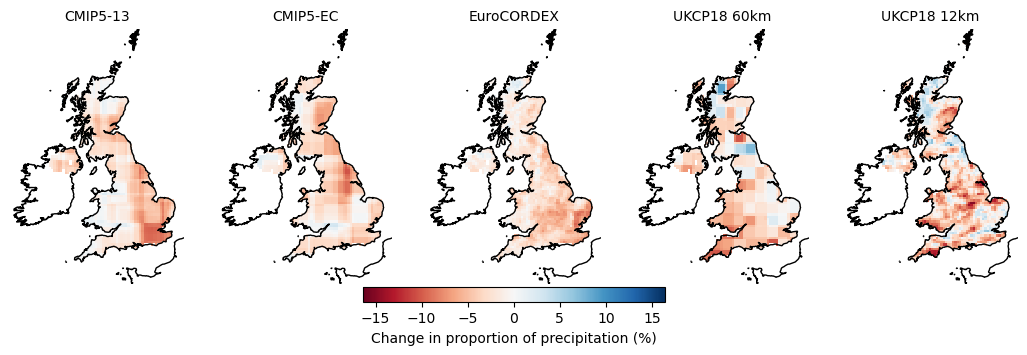 CMIP5-13 CMIP5-EC EuroCORDEX UKCP18 60km UKCP18 12km
−15 −10 −5 0 5 10 15
Change in proportion of precipitation (%)